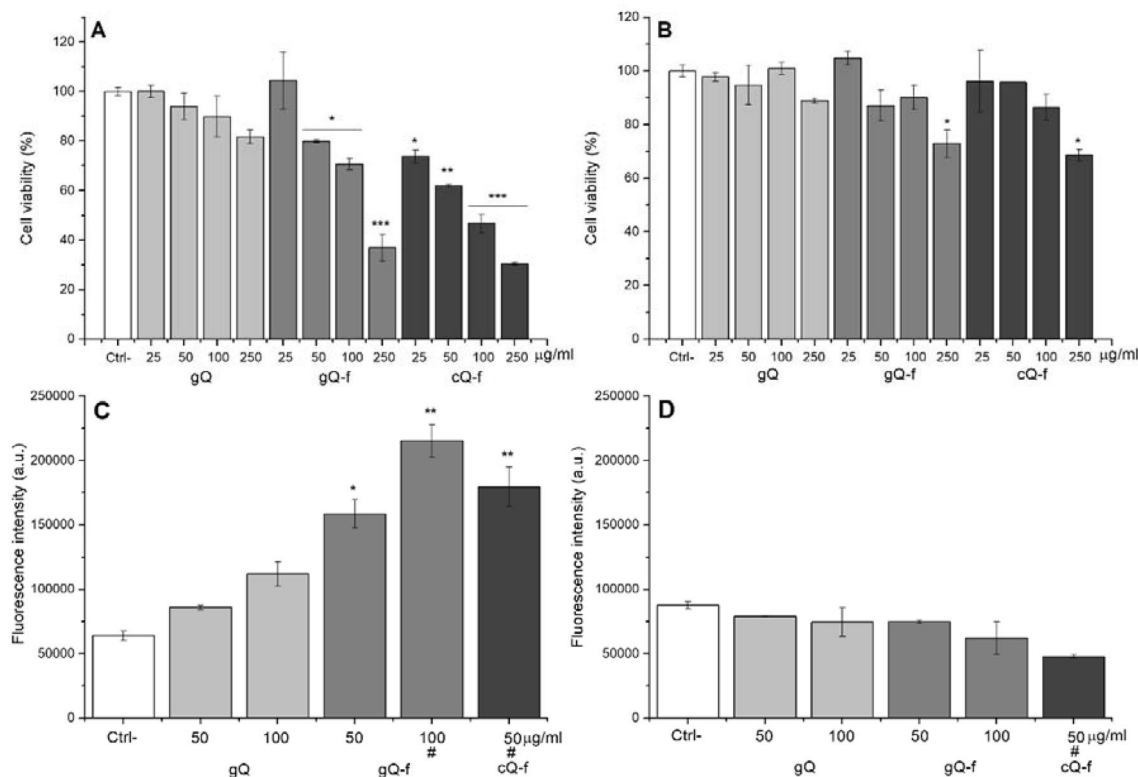 A
Cell viability (%)
120
100
80
60
40
20
0
*
***
*
**
***
Ctrl- 25 50 100 250 25 50 100 250 25 50 100 250 µg/ml
gQ gQ-f cQ-f
B
Cell viability (%)
120
100
80
60
40
20
0
*
*
Ctrl- 25 50 100 250 25 50 100 250 25 50 100 250 µg/ml
gQ gQ-f cQ-f
C
Fluorescence intensity (a.u.)
250000
200000
150000
100000
50000
0
*
**
**
Ctrl- 50 100 50 100 50 µg/ml
# #
gQ gQ-f cQ-f
D
Fluorescence intensity (a.u.)
250000
200000
150000
100000
50000
0
Ctrl- 50 100 50 100 50 µg/ml
#
gQ gQ-f cQ-f